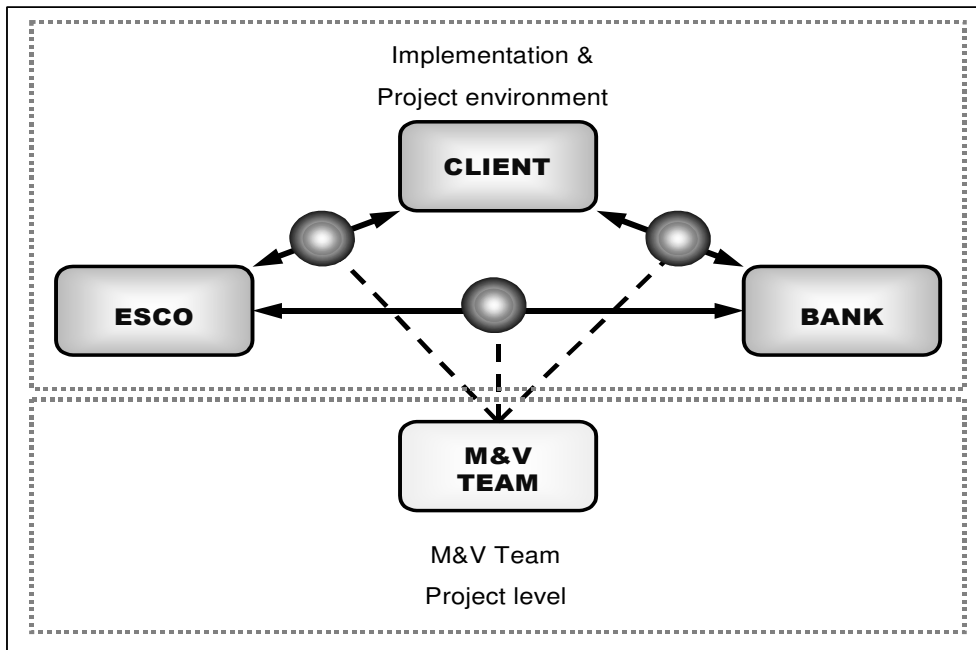 Implementation &
Project environment
CLIENT
ESCO
BANK
M&V
TEAM
M&V Team
Project level